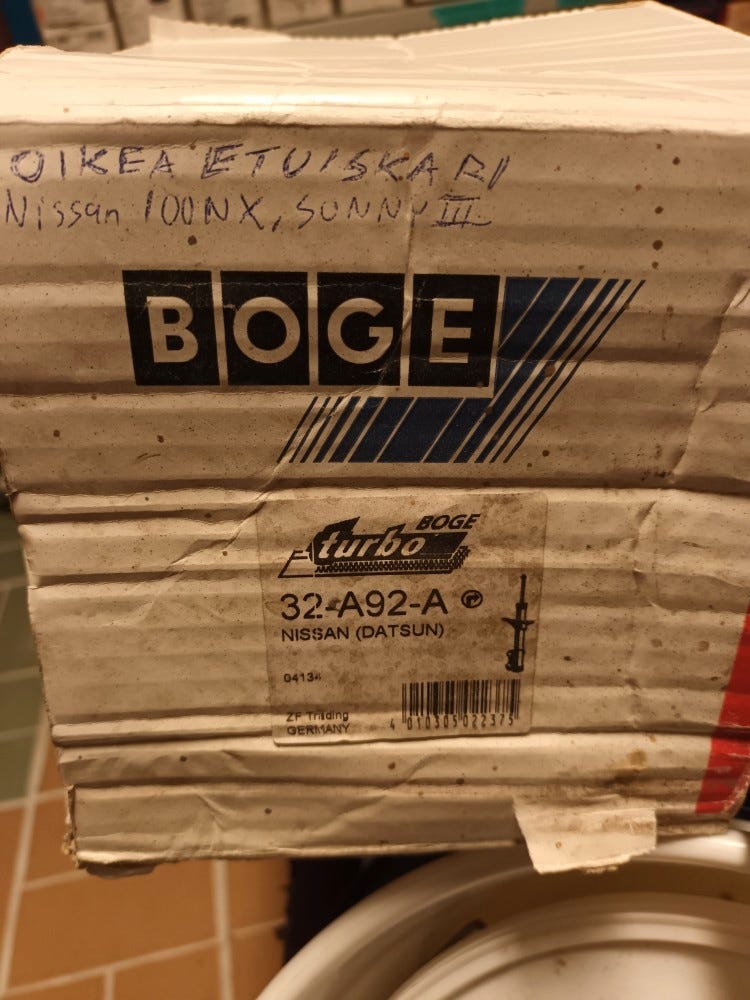 OIKEA ETUISKARI
Nissan 100NX, SUNNY III
BOGE
BOGE
turbo
32-A92-A
NISSAN (DATSUN)
ZF Trading
GERMANY
4 010305 022375